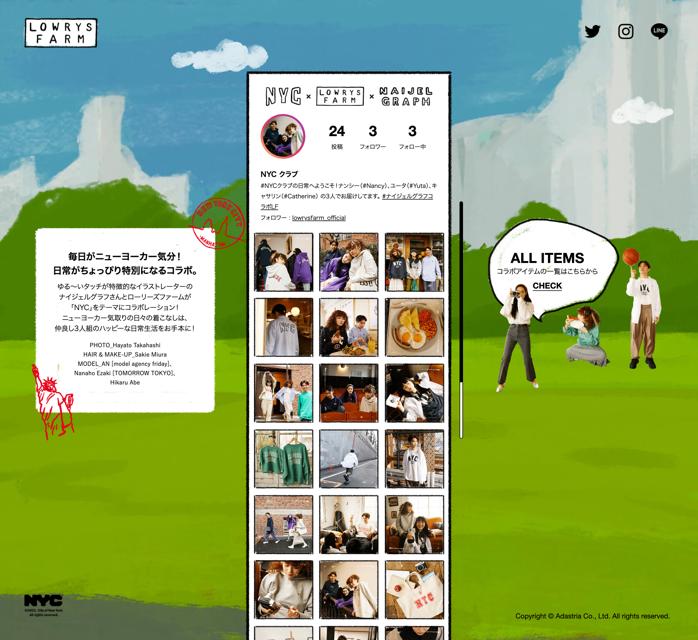 LOWRYS
FARM
LINE
NYC × LOWRYS FARM × NAIJEL GRAPH
24
投稿
3
フォロワー
3
フォロー中
NYC クラブ
#NYCクラブの日常へようこそ!ナンシー(#Nancy)、ユータ(#Yuta)、キ
ャサリン(#Catherine) の3人でお届けしてます。#ナイジェルグラフコ
ラボLF
フォロワー:lowrysfarm_official
NEW YORK CITY
MANHATTAN
毎日がニューヨーカー気分!
日常がちょっぴり特別になるコラボ。
ゆる〜いタッチが特徴的なイラストレーターの
ナイジェルグラフさんとローリーズファームが
「NYC」をテーマにコラボレーション!
ニューヨーカー気取りの日々の着こなしは、
仲良し3人組のハッピーな日常生活をお手本に!
PHOTO_Hayato Takahashi
HAIR & MAKE-UP_Sakie Miura
MODEL_AN [model agency friday],
Nanaho Ezaki [TOMORROW TOKYO],
Hikaru Abe
ALL ITEMS
コラボアイテムの一覧はこちらから
CHECK
NYC
NYC
NYC
NYC
Copyright © Adastria Co., Ltd. All rights reserved.